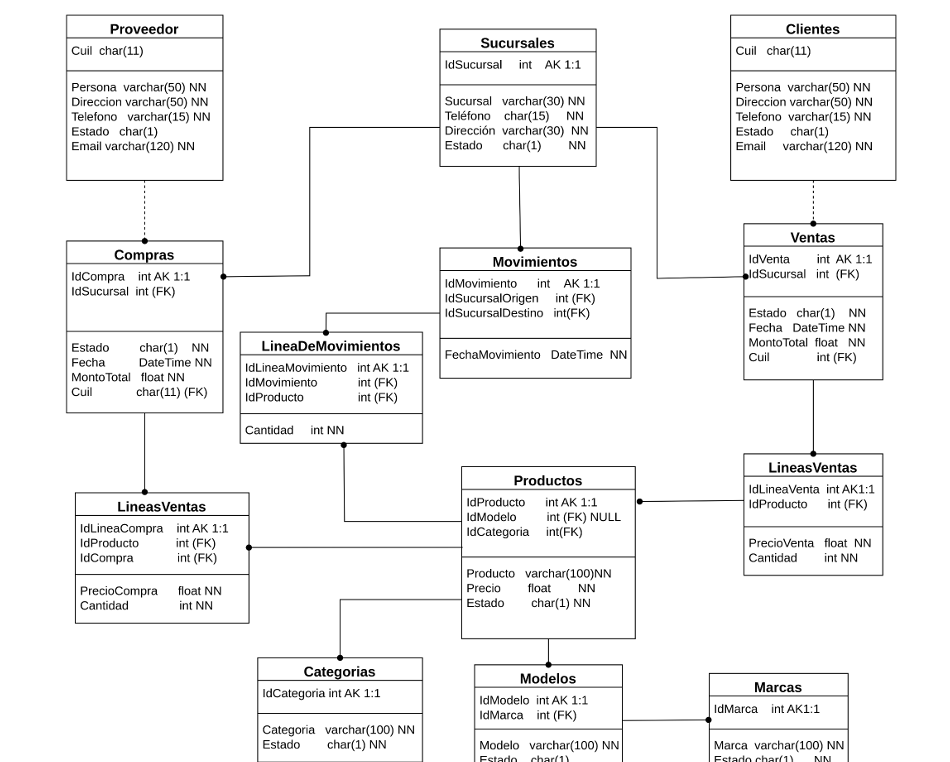 Proveedor
Cuil char(11)
Persona varchar(50) NN
Direccion varchar(50) NN
Telefono varchar(15) NN
Estado char(1)
Email varchar(120) NN
Sucursales
IdSucursal int AK 1:1
Sucursal varchar(30) NN
Teléfono char(15) NN
Dirección varchar(30) NN
Estado char(1) NN
Clientes
Cuil char(11)
Persona varchar(50) NN
Direccion varchar(50) NN
Telefono varchar(15) NN
Estado char(1)
Email varchar(120) NN
Compras
IdCompra int AK 1:1
IdSucursal int (FK)
Estado char(1) NN
Fecha DateTime NN
MontoTotal float NN
Cuil char(11) (FK)
Movimientos
IdMovimiento int AK 1:1
IdSucursalOrigen int (FK)
IdSucursalDestino int(FK)
FechaMovimiento DateTime NN
Ventas
IdVenta int AK 1:1
IdSucursal int (FK)
Estado char(1) NN
Fecha DateTime NN
MontoTotal float NN
Cuil int (FK)
LineaDeMovimientos
IdLineaMovimiento int AK 1:1
IdMovimiento int (FK)
IdProducto int (FK)
Cantidad int NN
LineasVentas
IdLineaCompra int AK 1:1
IdProducto int (FK)
IdCompra int (FK)
PrecioCompra float NN
Cantidad int NN
Productos
IdProducto int AK 1:1
IdModelo int (FK) NULL
IdCategoria int(FK)
Producto varchar(100)NN
Precio float NN
Estado char(1) NN
LineasVentas
IdLineaVenta int AK1:1
IdProducto int (FK)
PrecioVenta float NN
Cantidad int NN
Categorias
IdCategoria int AK 1:1
Categoria varchar(100) NN
Estado char(1) NN
Modelos
IdModelo int AK 1:1
IdMarca int (FK)
Modelo varchar(100) NN
Estado char(1)
Marcas
IdMarca int AK1:1
Marca varchar(100) NN
Estado char(1) NN